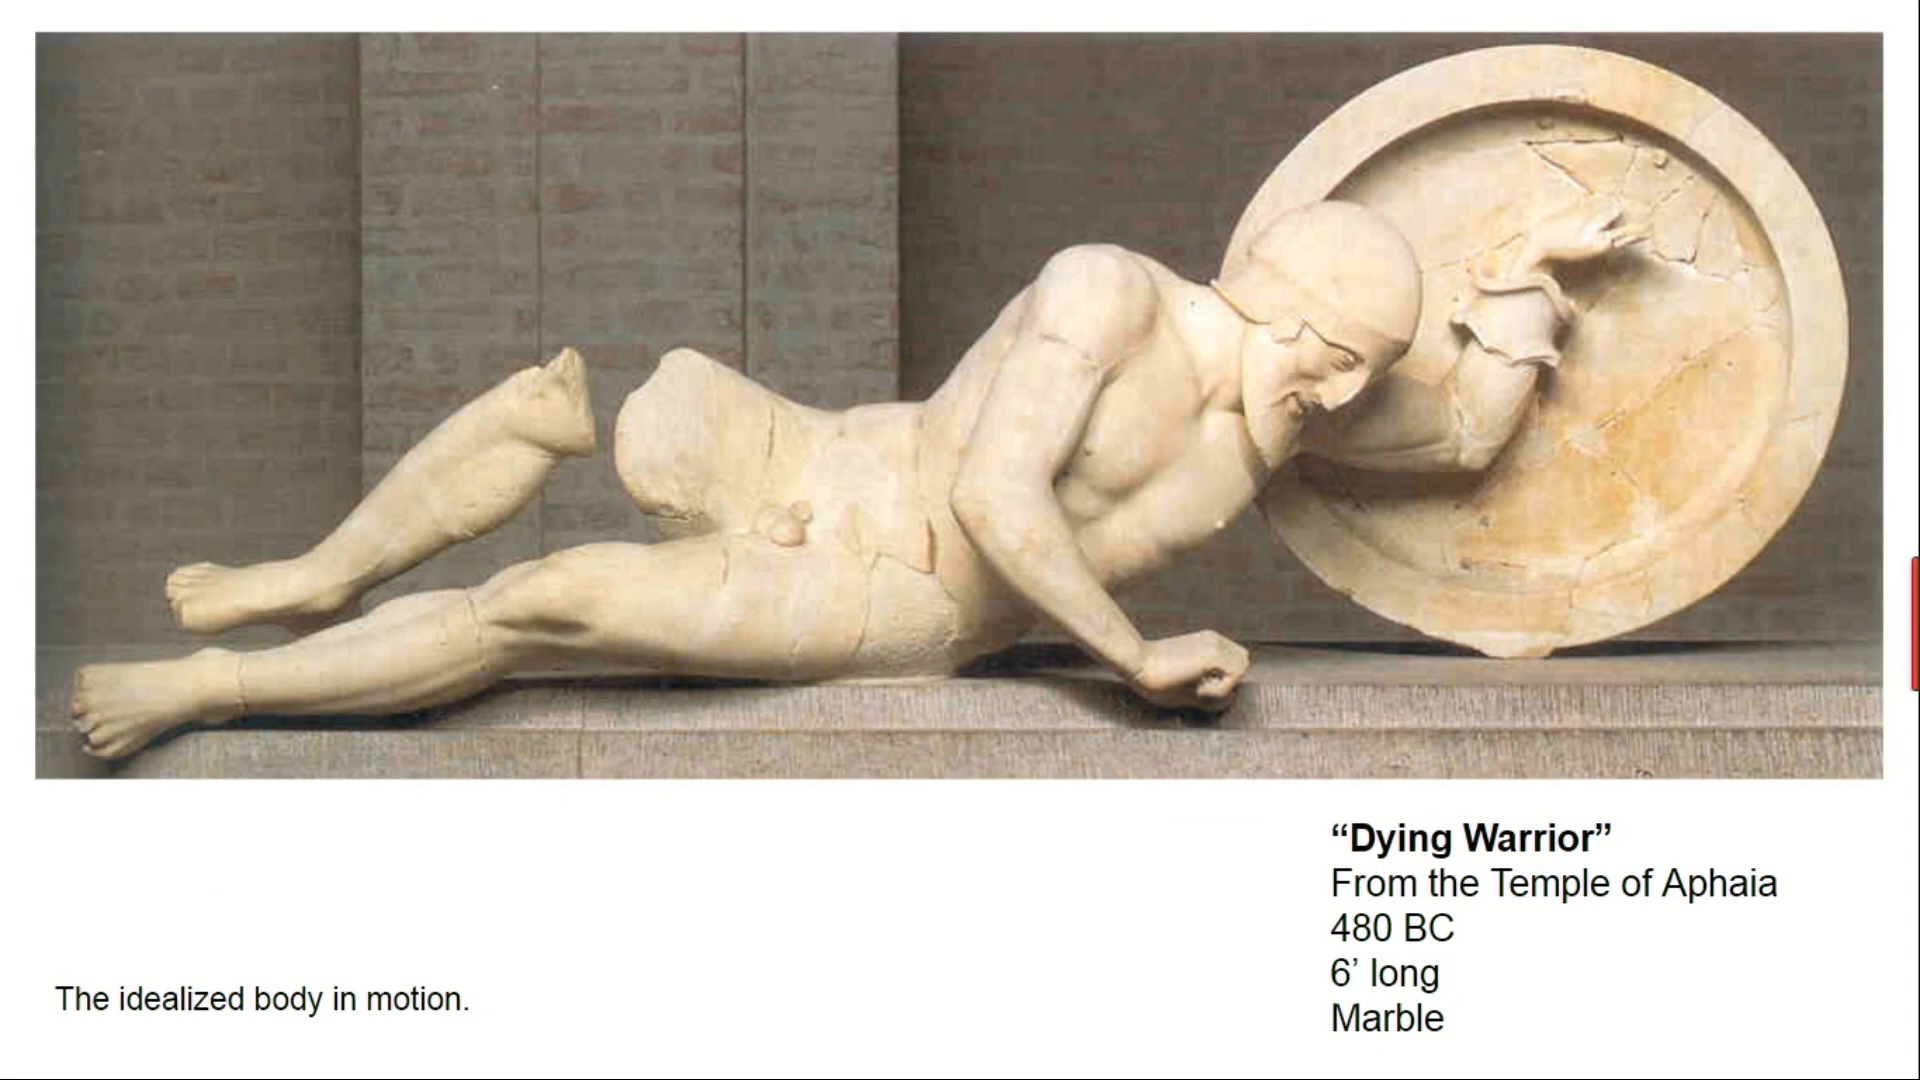 “Dying Warrior”
From the Temple of Aphaia
480 BC
6’ long
Marble
The idealized body in motion.